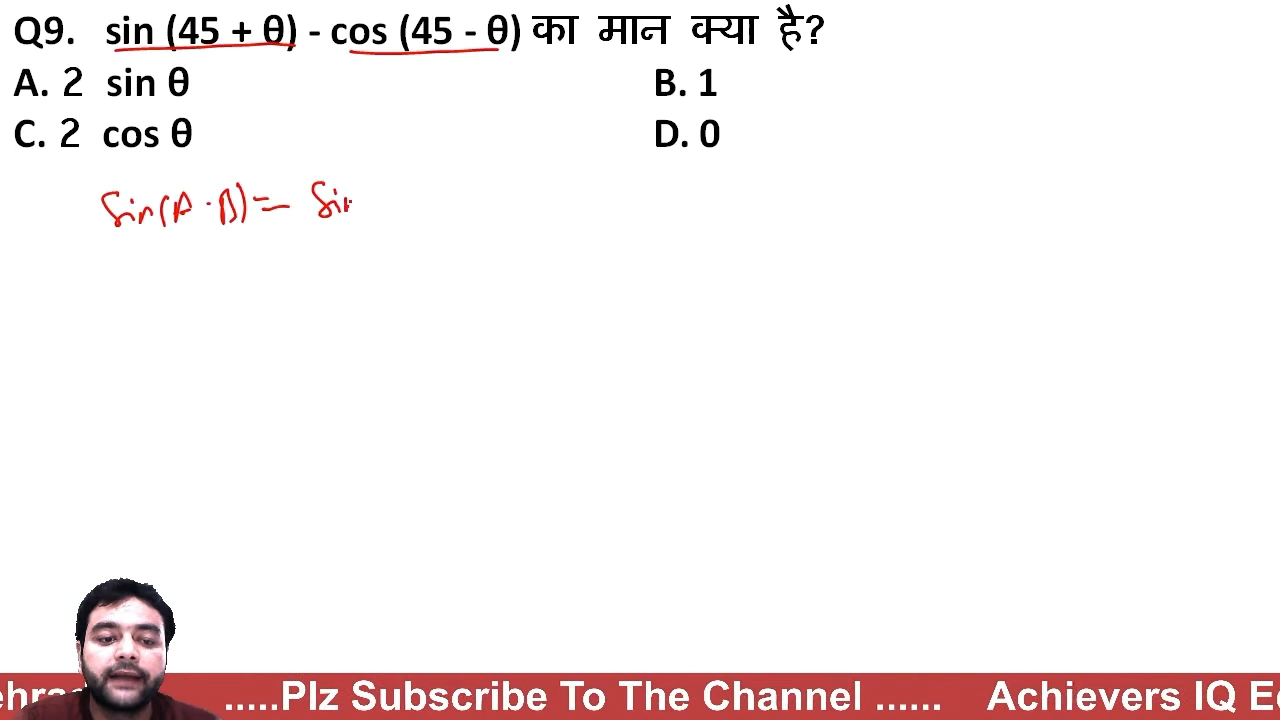 Q9. sin (45 + θ) - cos (45 - θ) का मान क्या है?
A. 2 sin θ B. 1
C. 2 cos θ D. 0
Sin(A · B) = Sin
.....Plz Subscribe To The Channel ...... Achievers IQ